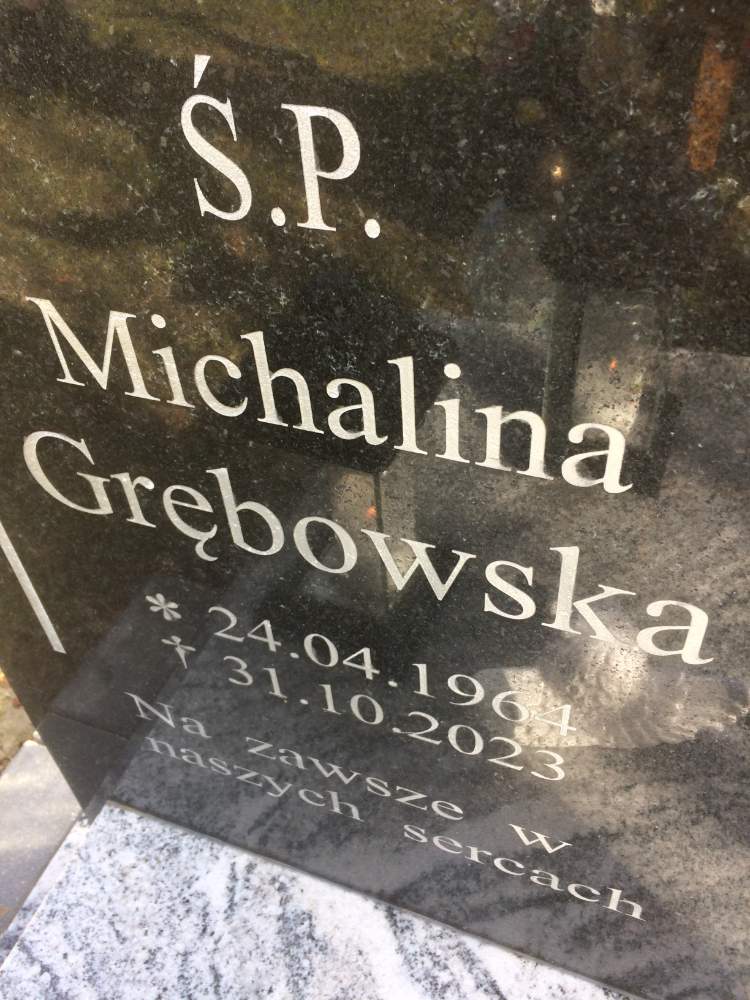 Ś.P.
Michalina
Grębowska
* 24.04.1964
† 31.10.2023
Na zawsze w
naszych sercach